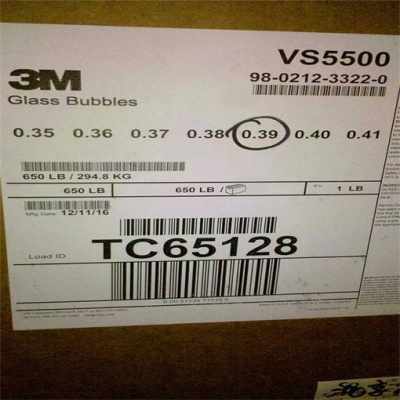 3M
VS5500
98-0212-3322-0
Glass Bubbles
0.35 0.36 0.37 0.38 0.39 0.40 0.41
650 LB / 294.8 KG
650 LB 650 LB / 1 LB
Mfg Date 12/11/16
Load ID TC65128